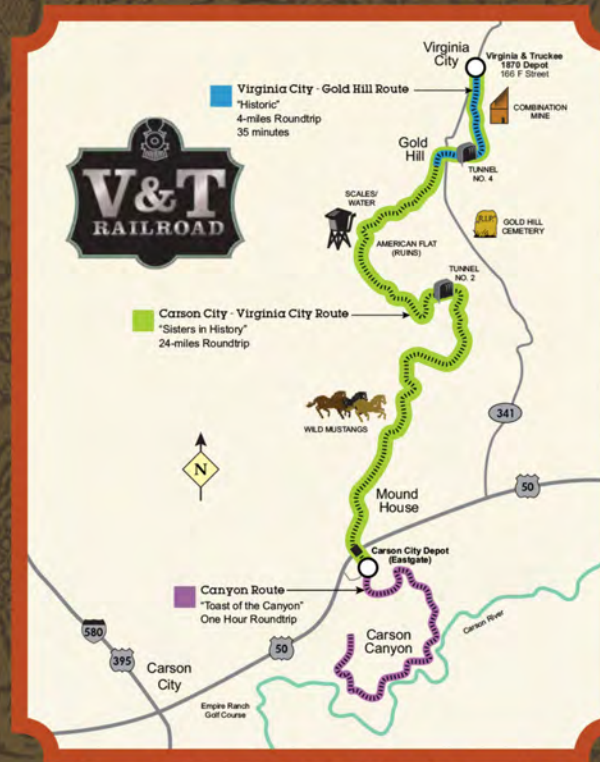 Virginia
City
Virginia & Truckee
1870 Depot
166 F Street
Virginia City - Gold Hill Route
"Historic"
4-miles Roundtrip
35 minutes
COMBINATION
MINE
Gold
Hill
TUNNEL
NO. 4
V&T
RAILROAD
SCALES/
WATER
R.I.P.
GOLD HILL
CEMETERY
AMERICAN FLAT
(RUINS)
TUNNEL
NO. 2
Carson City - Virginia City Route
"Sisters in History"
24-miles Roundtrip
WILD MUSTANGS
341
N
50
Mound
House
Carson City Depot
(Eastgate)
Canyon Route
"Toast of the Canyon"
One Hour Roundtrip
Carson River
580
395
50
Carson
Canyon
Carson
City
Empire Ranch
Golf Course